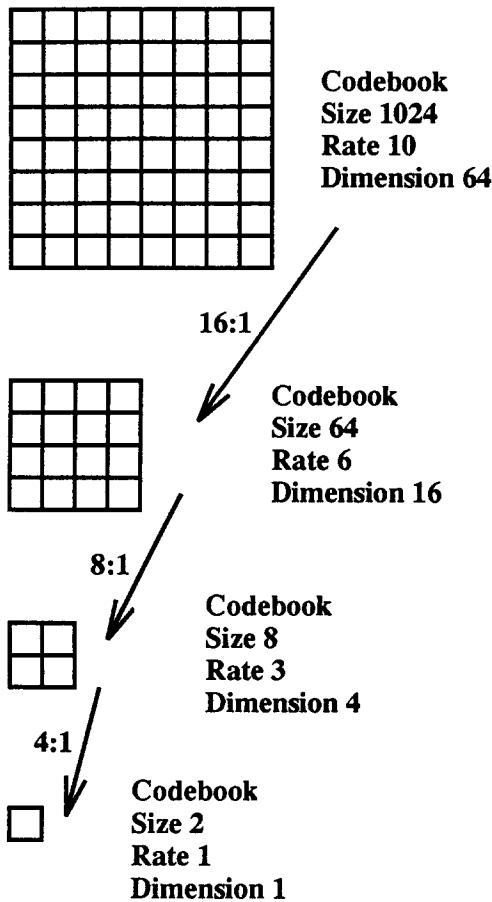 Codebook
Size 1024
Rate 10
Dimension 64
16:1
Codebook
Size 64
Rate 6
Dimension 16
8:1
Codebook
Size 8
Rate 3
Dimension 4
4:1
Codebook
Size 2
Rate 1
Dimension 1